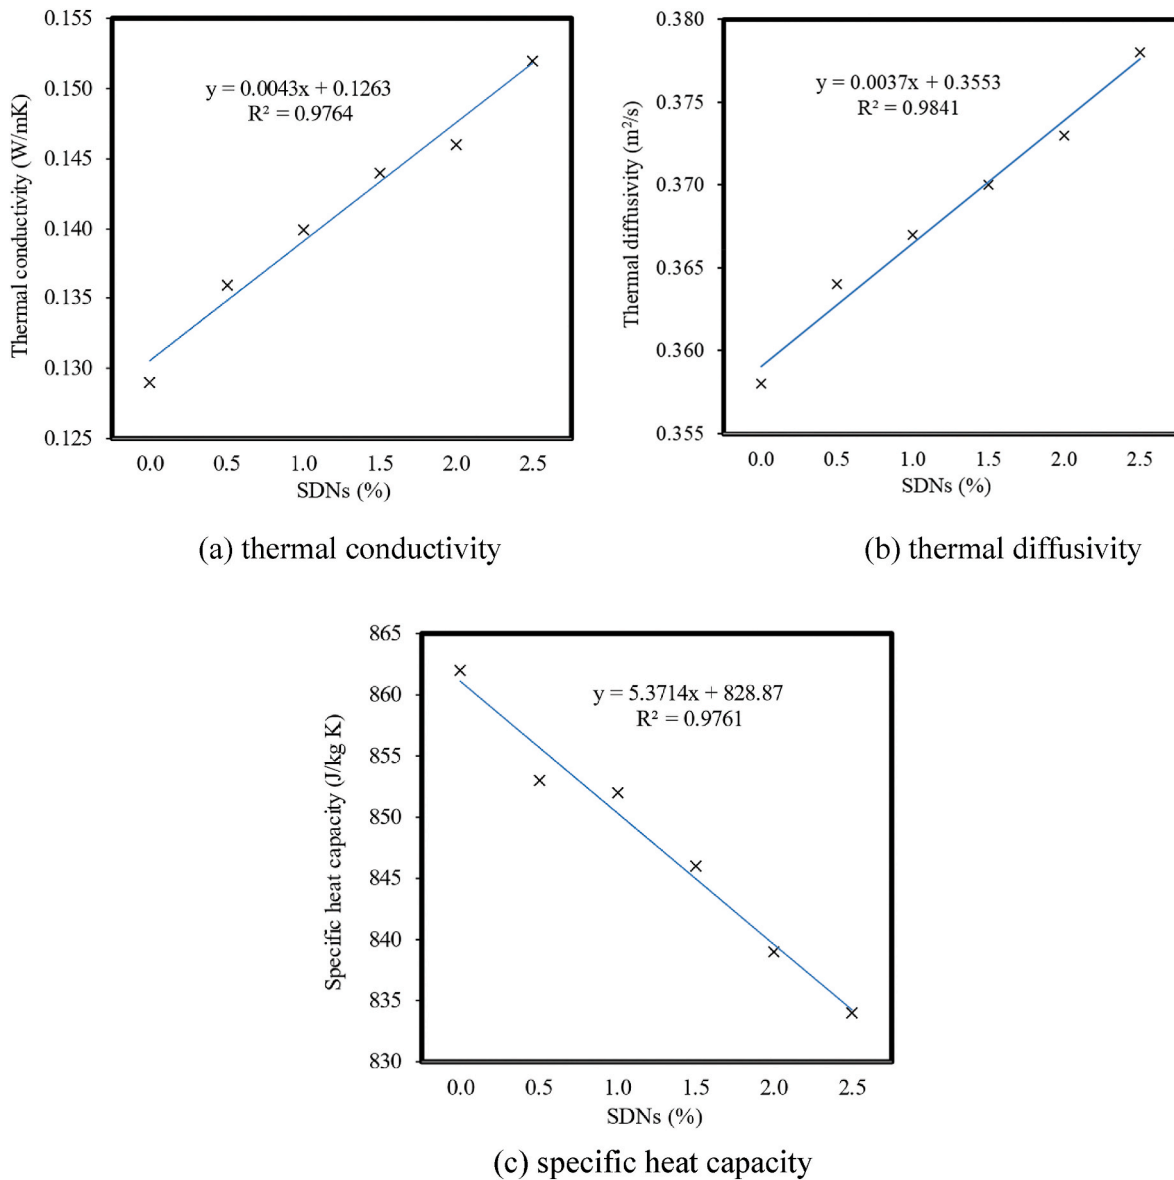 0.155
0.150
0.145
0.140
0.135
0.130
0.125
Thermal conductivity (W/mK)
y = 0.0043x + 0.1263
R² = 0.9764
0.0 0.5 1.0 1.5 2.0 2.5
SDNs (%)
(a) thermal conductivity
0.380
0.375
0.370
0.365
0.360
0.355
Thermal diffusivity (m²/s)
y = 0.0037x + 0.3553
R² = 0.9841
0.0 0.5 1.0 1.5 2.0 2.5
SDNs (%)
(b) thermal diffusivity
865
860
855
850
845
840
835
830
Specific heat capacity (J/kg K)
y = 5.3714x + 828.87
R² = 0.9761
0.0 0.5 1.0 1.5 2.0 2.5
SDNs (%)
(c) specific heat capacity